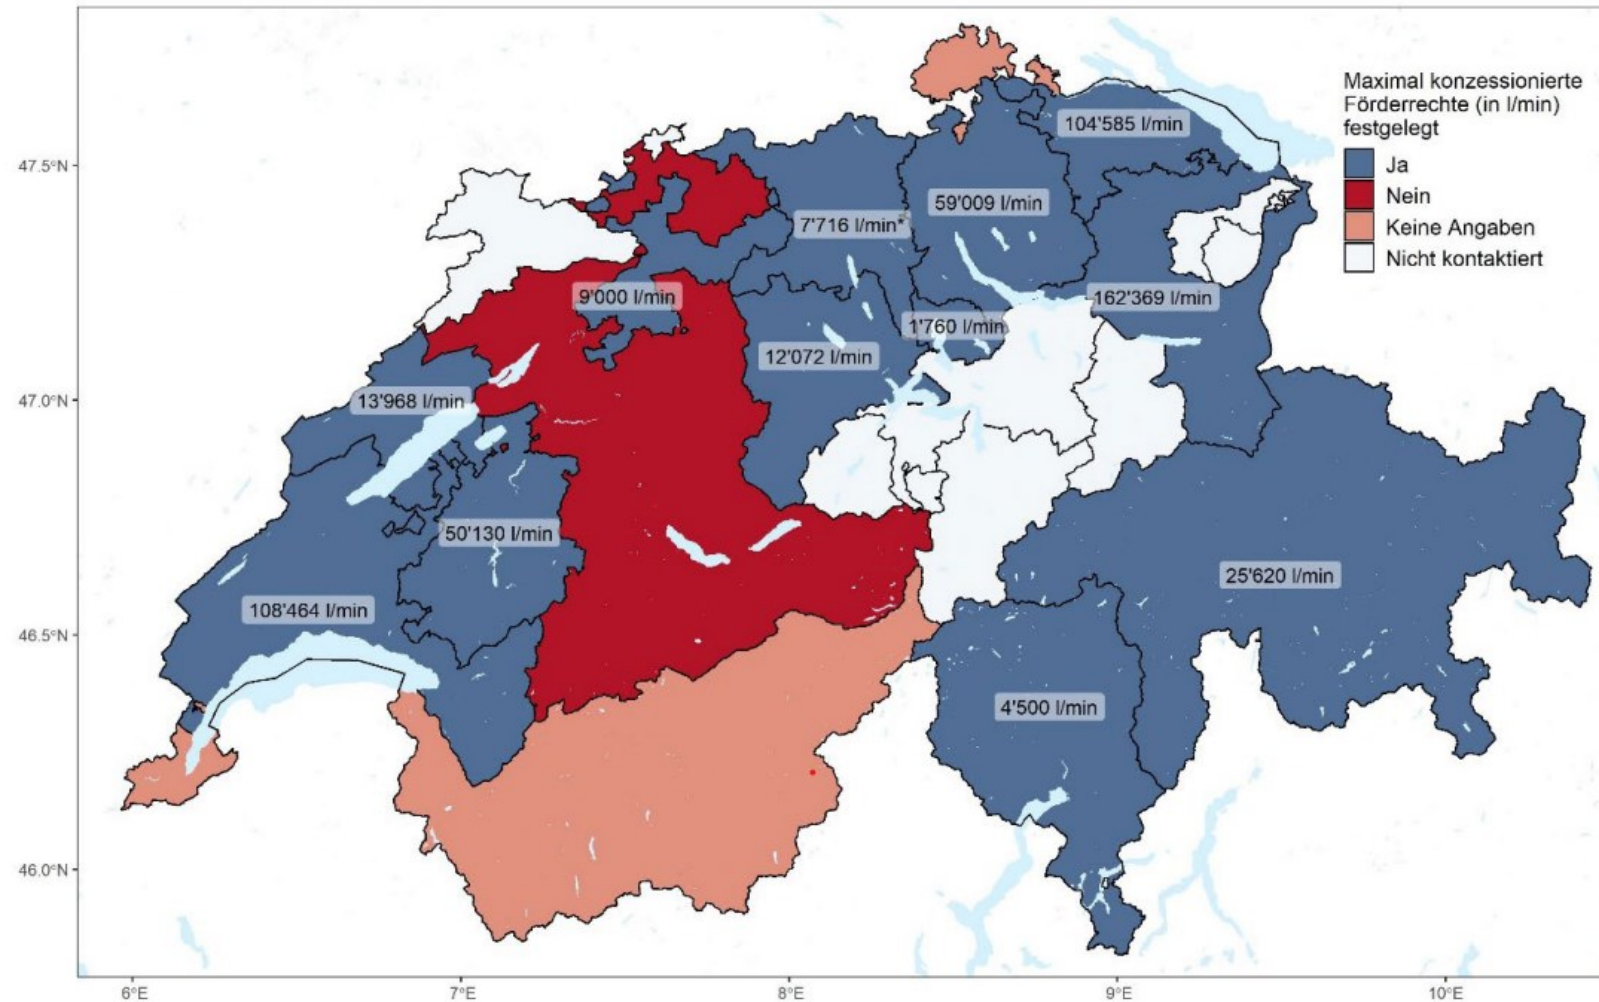 Maximal konzessionierte
Förderrechte (in l/min)
festgelegt
Ja
Nein
Keine Angaben
Nicht kontaktiert
104'585 l/min
59'009 l/min
7'716 l/min*
9'000 l/min
162'369 l/min
1'760 l/min
12'072 l/min
13'968 l/min
50'130 l/min
25'620 l/min
108'464 l/min
4'500 l/min
47.5°N
47.0°N
46.5°N
46.0°N
6°E
7°E
8°E
9°E
10°E